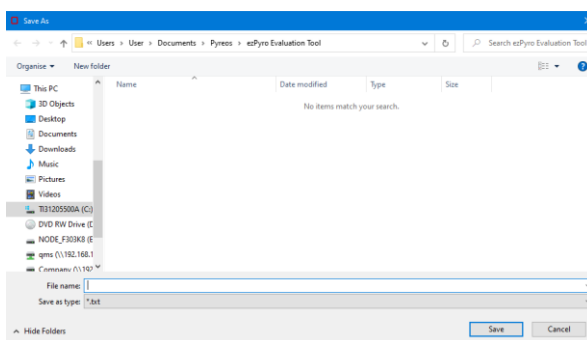 Save As
« Users › User › Documents › Pyreos › ezPyro Evaluation Tool
Search ezPyro Evaluation Tool
Organise
New folder
Name
Date modified
Type
Size
No items match your search.
This PC
3D Objects
Desktop
Documents
Downloads
Music
Pictures
Videos
TI31205500A (C:)
DVD RW Drive (D
NODE_F303K8 (E
qms (\\192.168.1
Company (\\192
File name:
Save as type: *.txt
Hide Folders
Save
Cancel